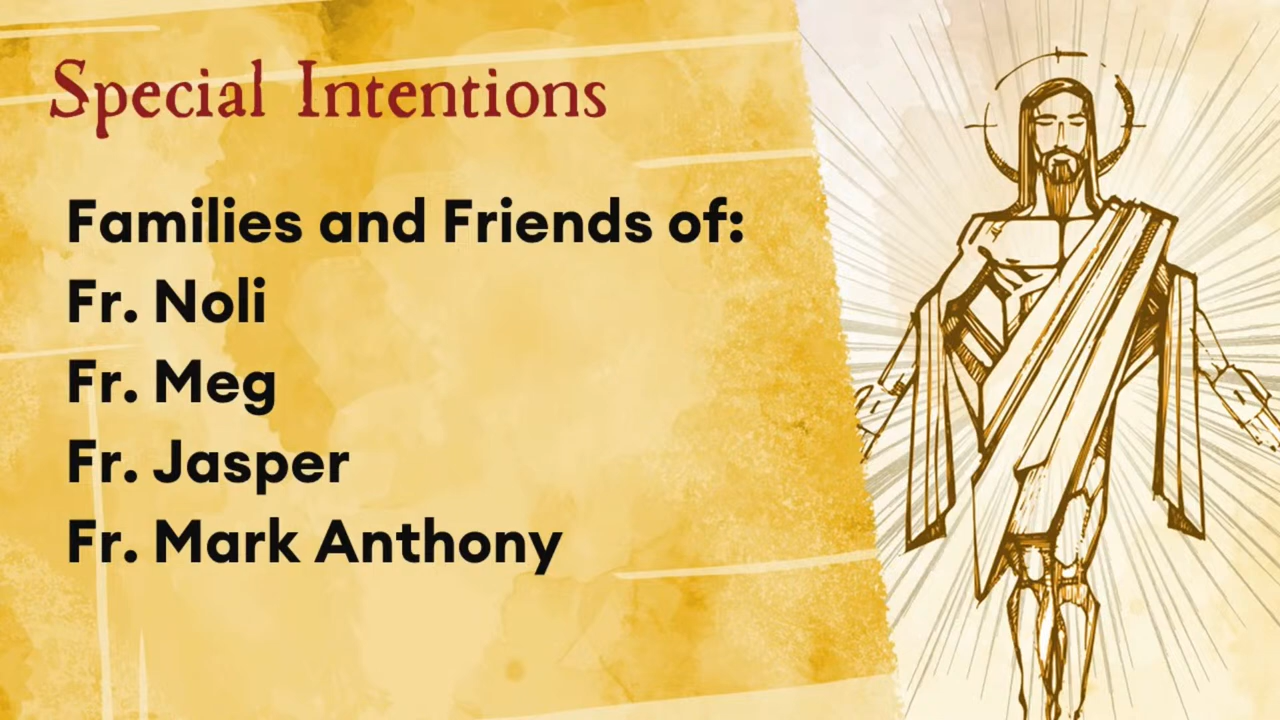 Special Intentions
Families and Friends of:
Fr. Noli
Fr. Meg
Fr. Jasper
Fr. Mark Anthony